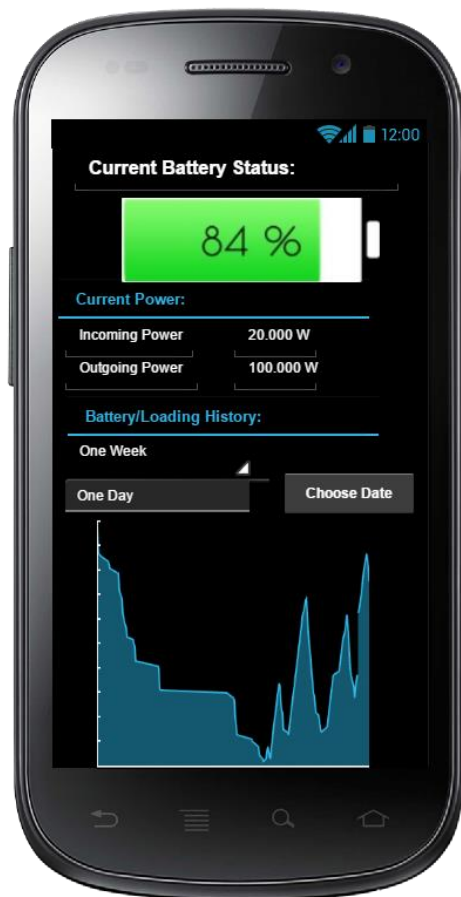 12:00
Current Battery Status:
84 %
Current Power:
Incoming Power 20.000 W
Outgoing Power 100.000 W
Battery/Loading History:
One Week
One Day Choose Date